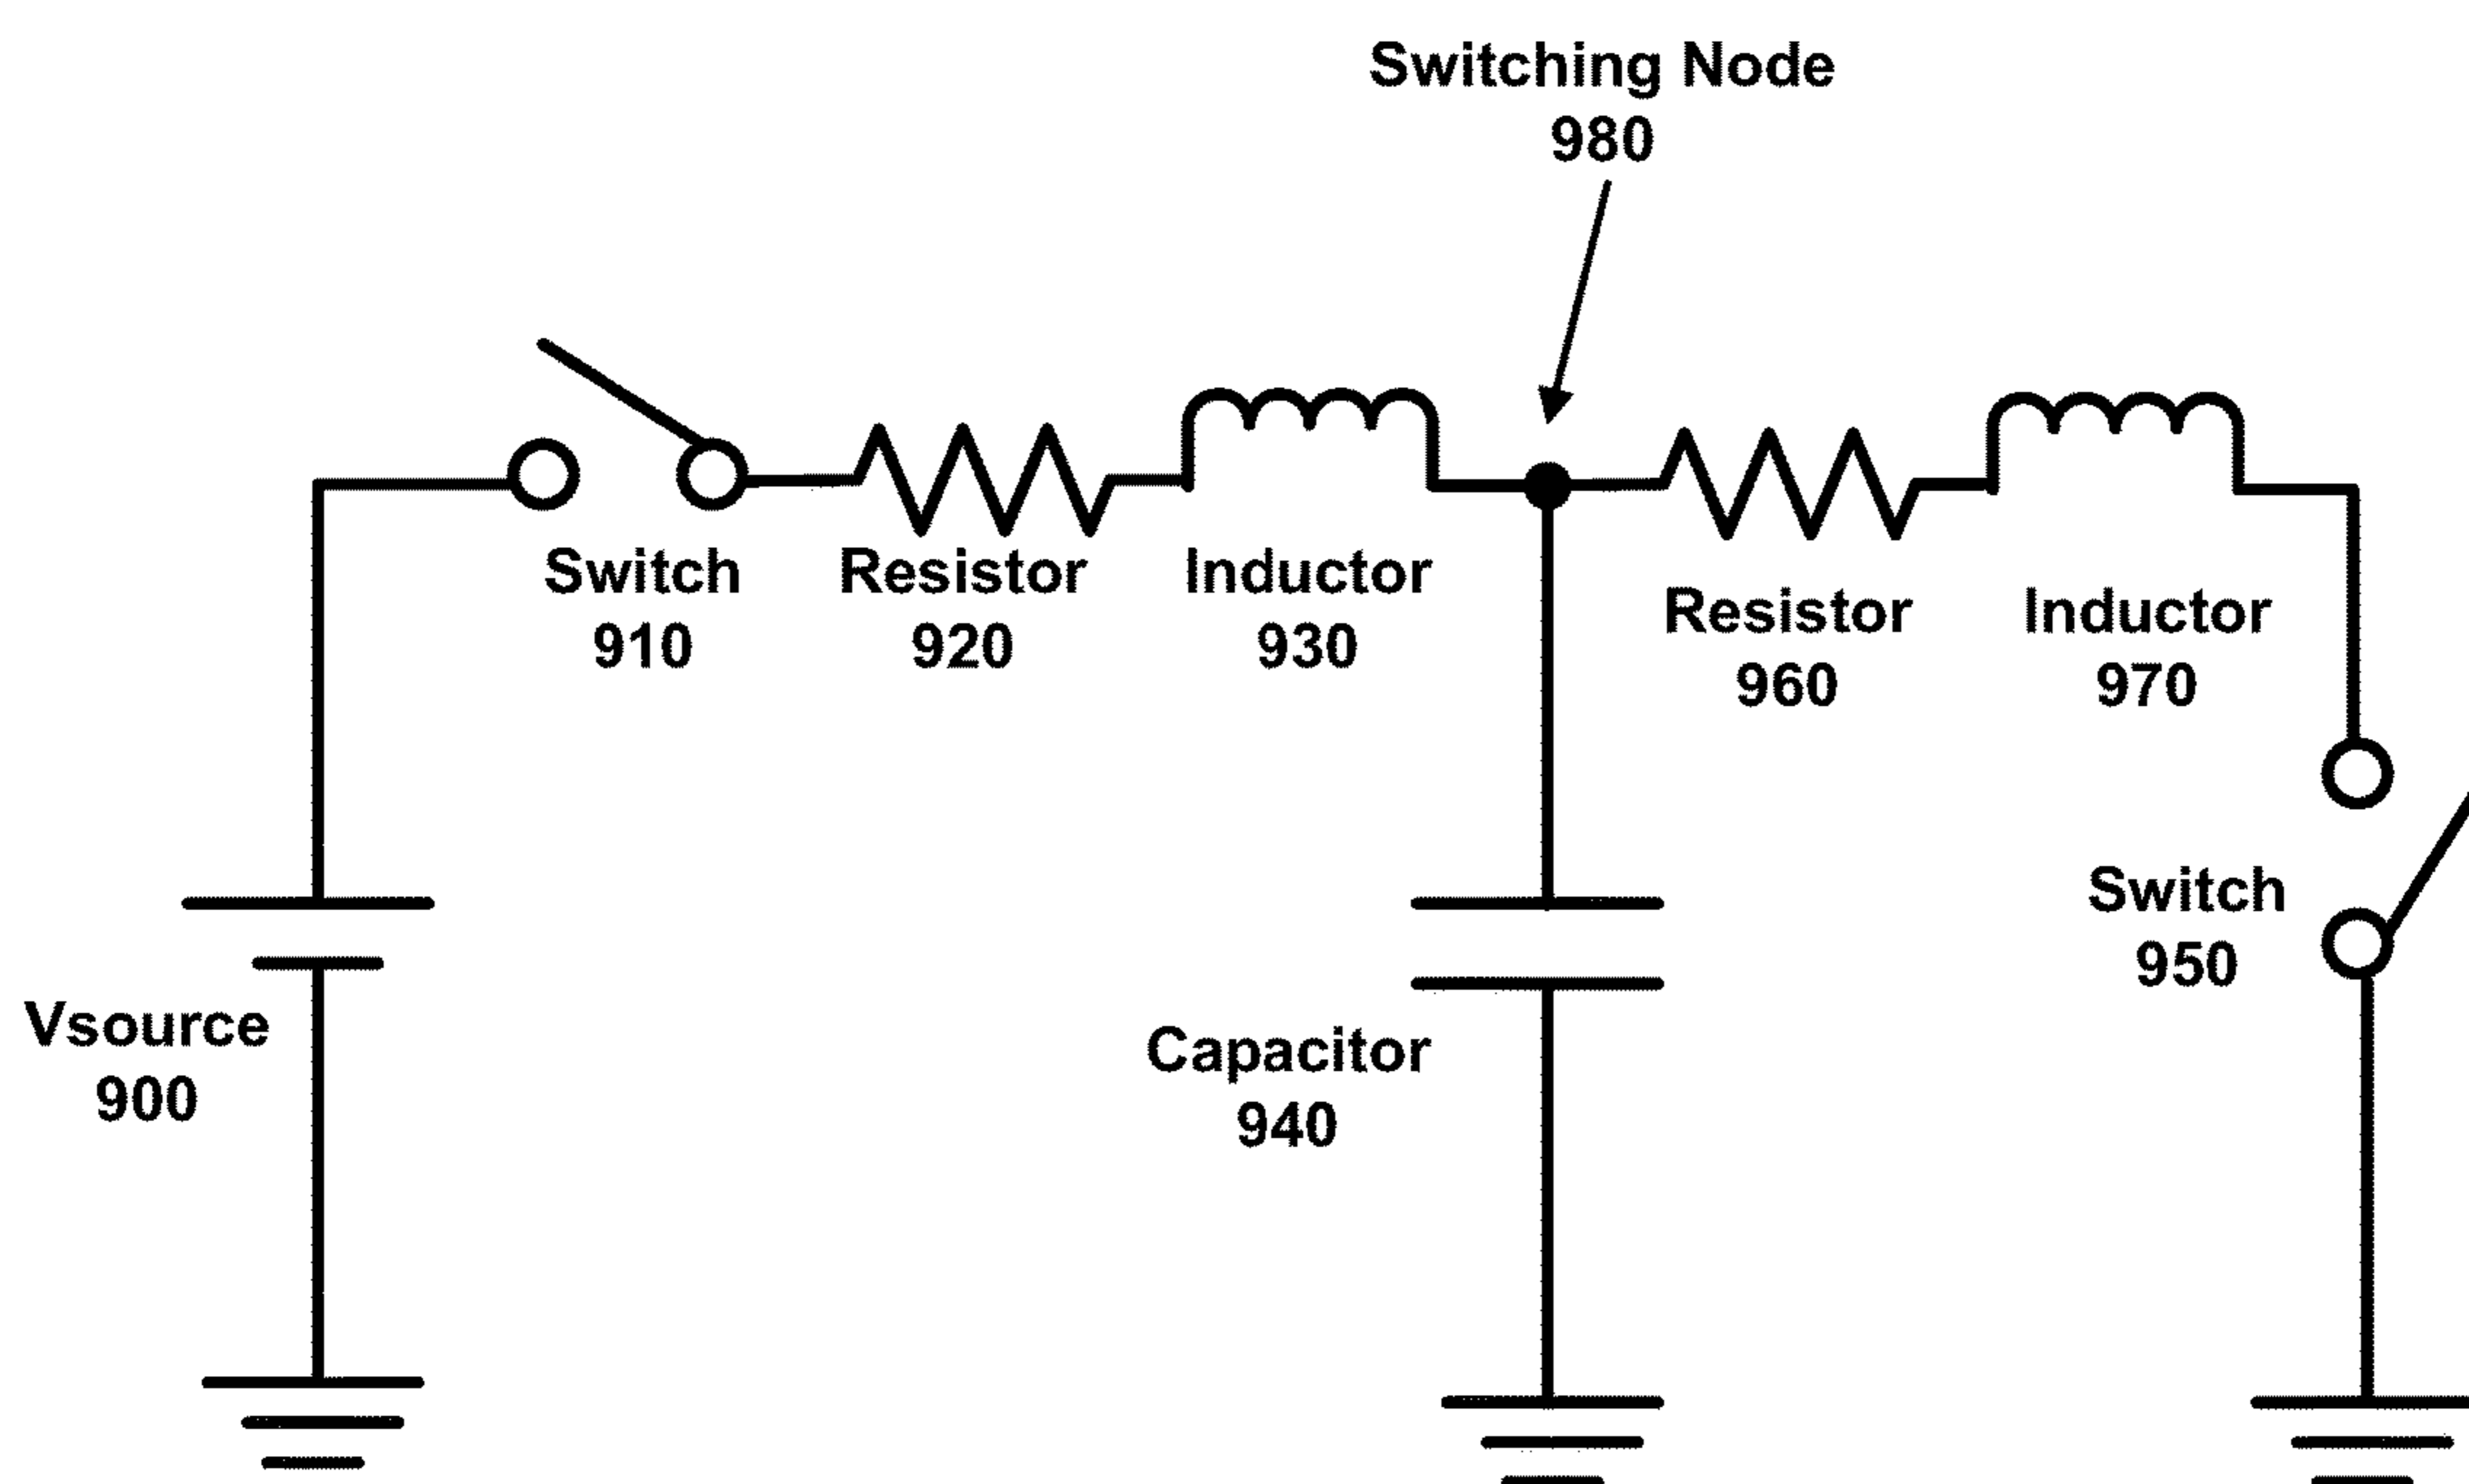 Switching Node
980
Switch
910
Resistor
920
Inductor
930
Resistor
960
Inductor
970
Switch
950
Vsource
900
Capacitor
940